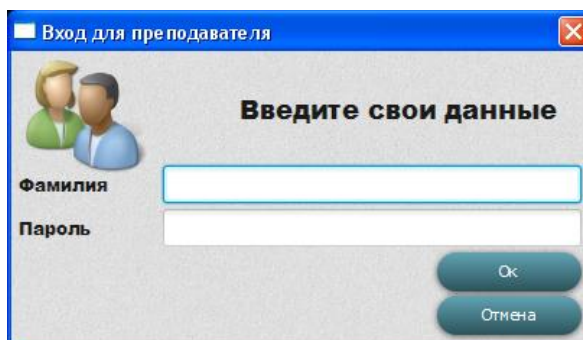 Вход для преподавателя
Введите свои данные
Фамилия
Пароль
Ок
Отмена